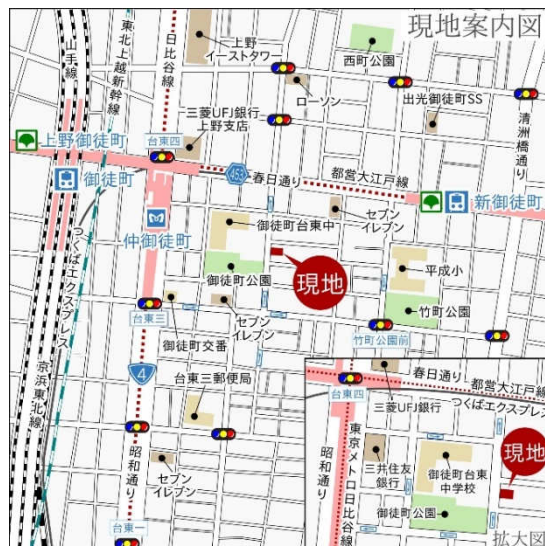 現地案内図
山手線
東北上越新幹線
日比谷線
上野
イーストタワー
西町公園
ローソン
出光御徒町SS
清洲橋通り
三菱UFJ銀行
上野支店
台東四
上野御徒町
御徒町
453
春日通り
都営大江戸線
新御徒町
仲御徒町
御徒町台東中
セブン
イレブン
御徒町公園
現地
平成小
竹町公園
つくばエクスプレス
台東三
御徒町交番
セブン
イレブン
竹町公園前
京浜東北線
4
台東三郵便局
昭和通り
セブン
イレブン
台東一
春日通り
都営大江戸線
台東四
三菱UFJ銀行
つくばエクスプレス
昭和通り
東京メトロ日比谷線
三井住友
銀行
御徒町台東
中学校
現地
御徒町公園
拡大図